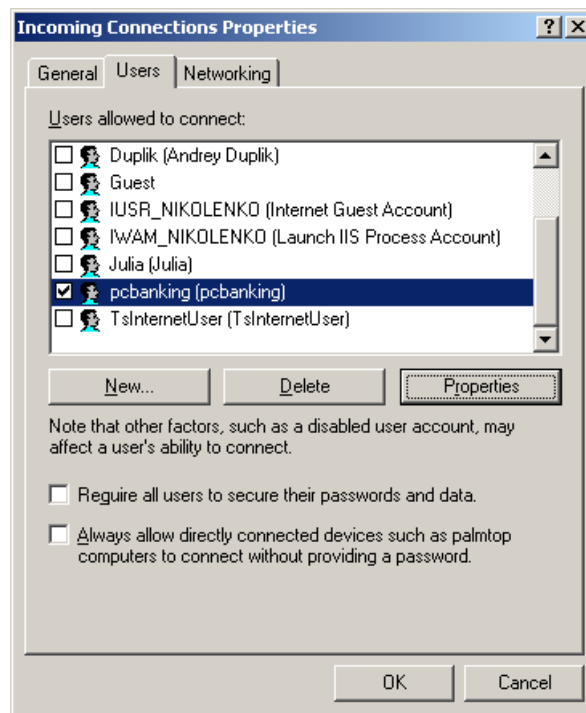 Incoming Connections Properties
General Users Networking
Users allowed to connect:
Duplik (Andrey Duplik)
Guest
IUSR_NIKOLENKO (Internet Guest Account)
IWAM_NIKOLENKO (Launch IIS Process Account)
Julia (Julia)
pcbanking (pcbanking)
TsInternetUser (TsInternetUser)
New... Delete Properties
Note that other factors, such as a disabled user account, may
affect a user's ability to connect.
Require all users to secure their passwords and data.
Always allow directly connected devices such as palmtop
computers to connect without providing a password.
OK Cancel